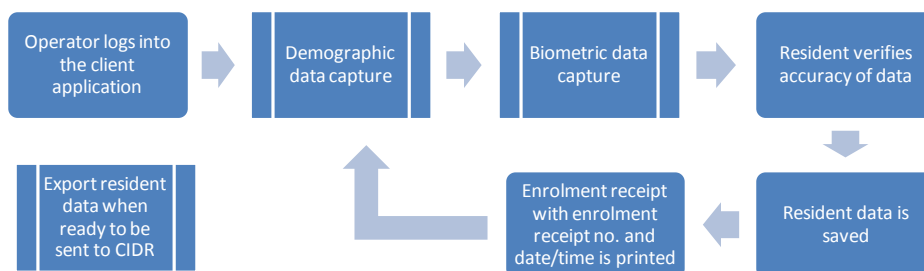 Operator logs into
the client
application
Demographic
data capture
Biometric data
capture
Resident verifies
accuracy of data
Export resident
data when
ready to be
sent to CIDR
Enrolment receipt
with enrolment
receipt no. and
date/time is printed
Resident data is
saved